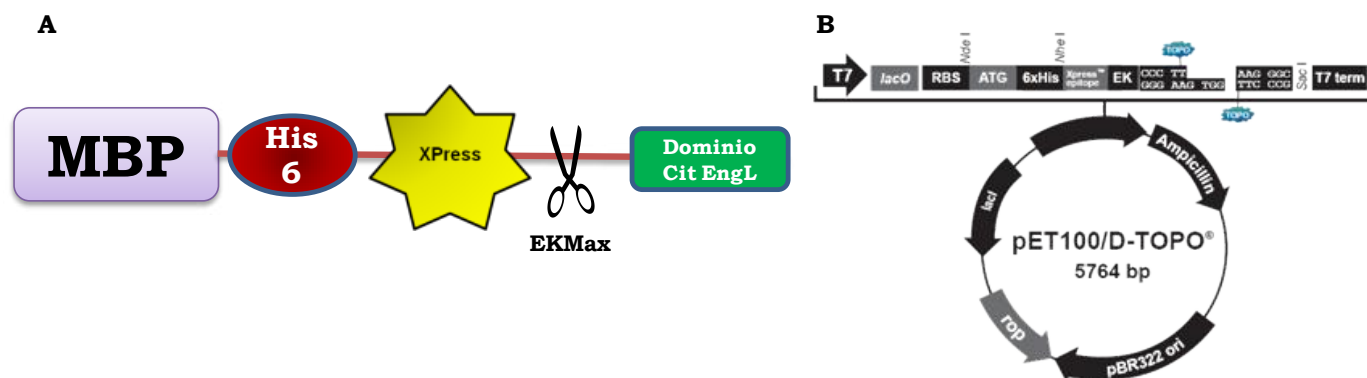 A
MBP
His
6
XPress
EKMax
Dominio
Cit EngL
B
Nde I
Nhe I
TOPO
T7
lacO
RBS
ATG
6xHis
Xpress™
epitope
EK
CCC TT
GGG AAG TGG
AAG GGC
TTC CCG
Sac I
T7 term
TOPO
Ampicillin
lacI
pET100/D-TOPO®
5764 bp
rop
pBR322 ori